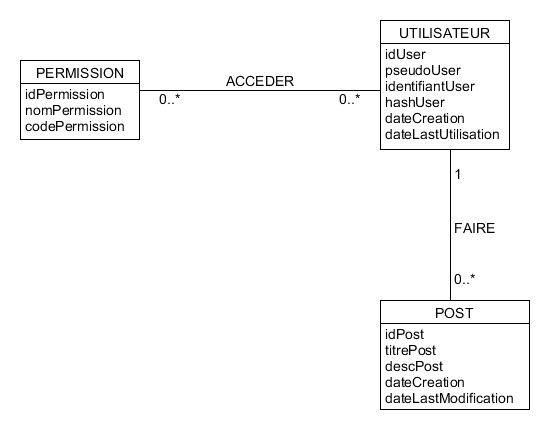 PERMISSION
idPermission
nomPermission
codePermission
ACCEDER
0..*
0..*
UTILISATEUR
idUser
pseudoUser
identifiantUser
hashUser
dateCreation
dateLastUtilisation
1
FAIRE
0..*
POST
idPost
titrePost
descPost
dateCreation
dateLastModification